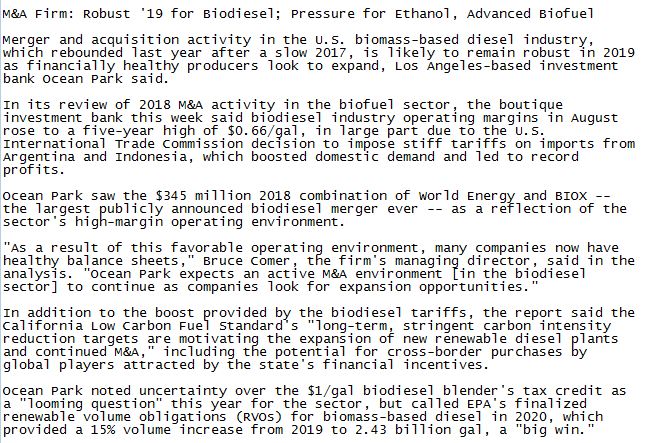 M&A Firm: Robust '19 for Biodiesel; Pressure for Ethanol, Advanced Biofuel
Merger and acquisition activity in the U.S. biomass-based diesel industry,
which rebounded last year after a slow 2017, is likely to remain robust in 2019
as financially healthy producers look to expand, Los Angeles-based investment
bank Ocean Park said.
In its review of 2018 M&A activity in the biofuel sector, the boutique
investment bank this week said biodiesel industry operating margins in August
rose to a five-year high of $0.66/gal, in large part due to the U.S.
International Trade Commission decision to impose stiff tariffs on imports from
Argentina and Indonesia, which boosted domestic demand and led to record
profits.
Ocean Park saw the $345 million 2018 combination of World Energy and BIOX --
the largest publicly announced biodiesel merger ever -- as a reflection of the
sector's high-margin operating environment.
"As a result of this favorable operating environment, many companies now have
healthy balance sheets," Bruce Comer, the firm's managing director, said in the
analysis. "Ocean Park expects an active M&A environment [in the biodiesel
sector] to continue as companies look for expansion opportunities."
In addition to the boost provided by the biodiesel tariffs, the report said the
California Low Carbon Fuel Standard's "long-term, stringent carbon intensity
reduction targets are motivating the expansion of new renewable diesel plants
and continued M&A," including the potential for cross-border purchases by
global players attracted by the state's financial incentives.
Ocean Park noted uncertainty over the $1/gal biodiesel blender's tax credit as
a "looming question" this year for the sector, but called EPA's finalized
renewable volume obligations (RVOs) for biomass-based diesel in 2020, which
provided a 15% volume increase from 2019 to 2.43 billion gal, a "big win."